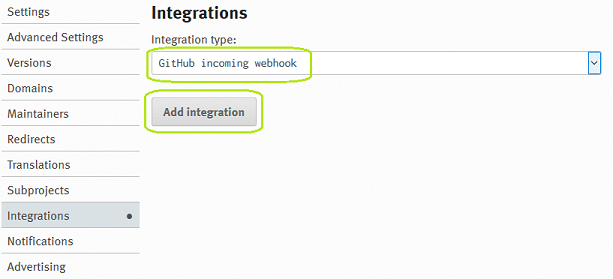 Settings
Advanced Settings
Versions
Domains
Maintainers
Redirects
Translations
Subprojects
Integrations
Notifications
Advertising
Integrations
Integration type:
GitHub incoming webhook
Add integration